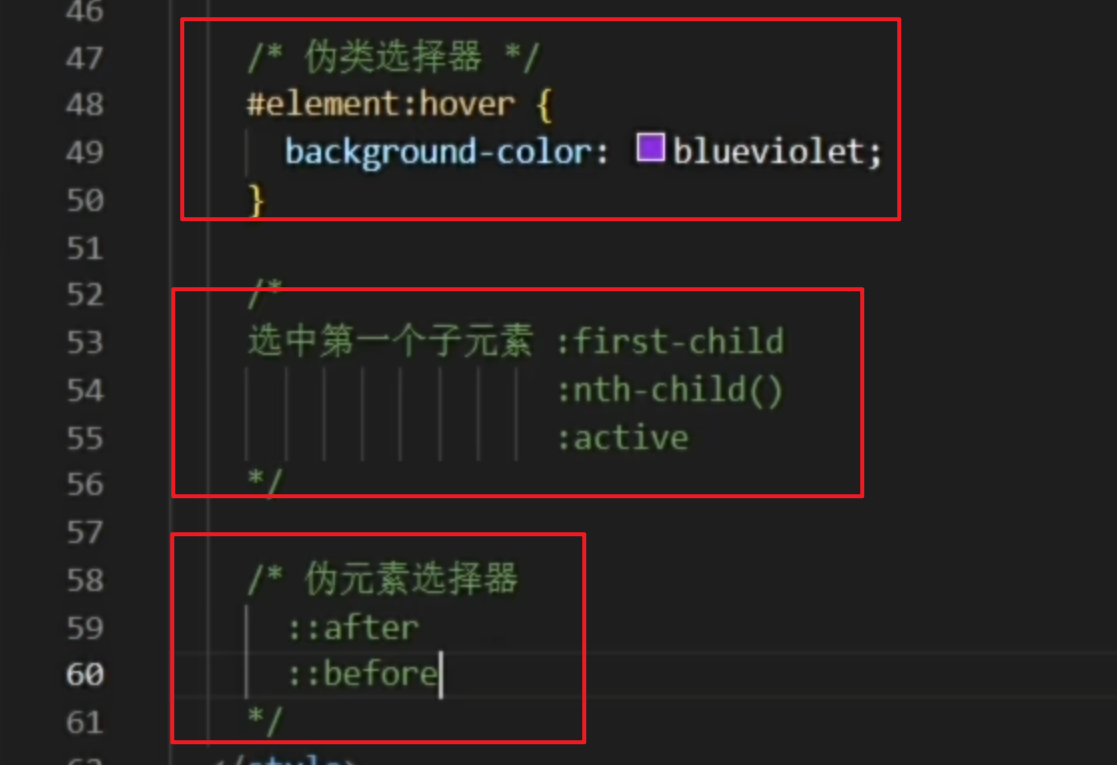 46
47 /* 伪类选择器 */
48 #element:hover {
49 background-color: blueviolet;
50 }
51
52 /*
53 选中第一个子元素 :first-child
54 :nth-child()
55 :active
56 */
57
58 /* 伪元素选择器
59 ::after
60 ::before
61 */
62 </style>